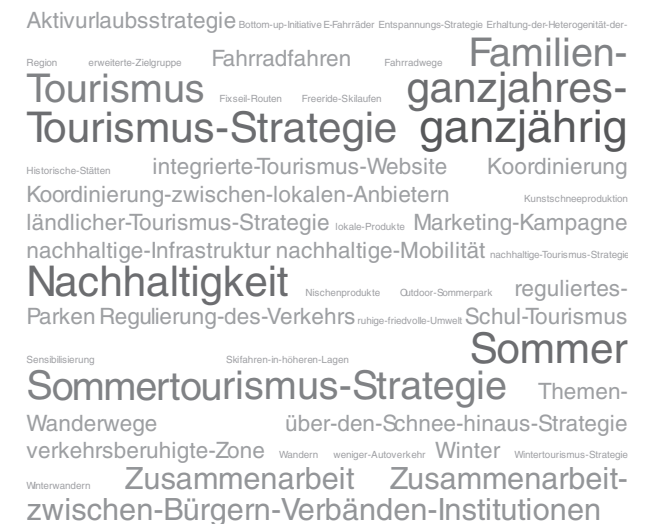 Aktivurlaubsstrategie Bottom-up-Initiative E-Fahrräder Entspannungs-Strategie Erhaltung-der-Heterogenität-der-
Region erweiterte-Zielgruppe Fahrradfahren Fahrradwege Familien-
Tourismus Fixseil-Routen Freeride-Skilaufen ganzjahres-
Tourismus-Strategie ganzjährig
Historische-Stätten integrierte-Tourismus-Website Koordinierung
Koordinierung-zwischen-lokalen-Anbietern Kunstschneeproduktion
ländlicher-Tourismus-Strategie lokale-Produkte Marketing-Kampagne
nachhaltige-Infrastruktur nachhaltige-Mobilität nachhaltige-Tourismus-Strategie
Nachhaltigkeit Nischenprodukte Outdoor-Sommerpark reguliertes-
Parken Regulierung-des-Verkehrs ruhige-friedvolle-Umwelt Schul-Tourismus
Sensibilisierung Skifahren-in-höheren-Lagen Sommer
Sommertourismus-Strategie Themen-
Wanderwege über-den-Schnee-hinaus-Strategie
verkehrsberuhigte-Zone Wandern weniger-Autoverkehr Winter Wintertourismus-Strategie
Winterwandern Zusammenarbeit Zusammenarbeit-
zwischen-Bürgern-Verbänden-Institutionen